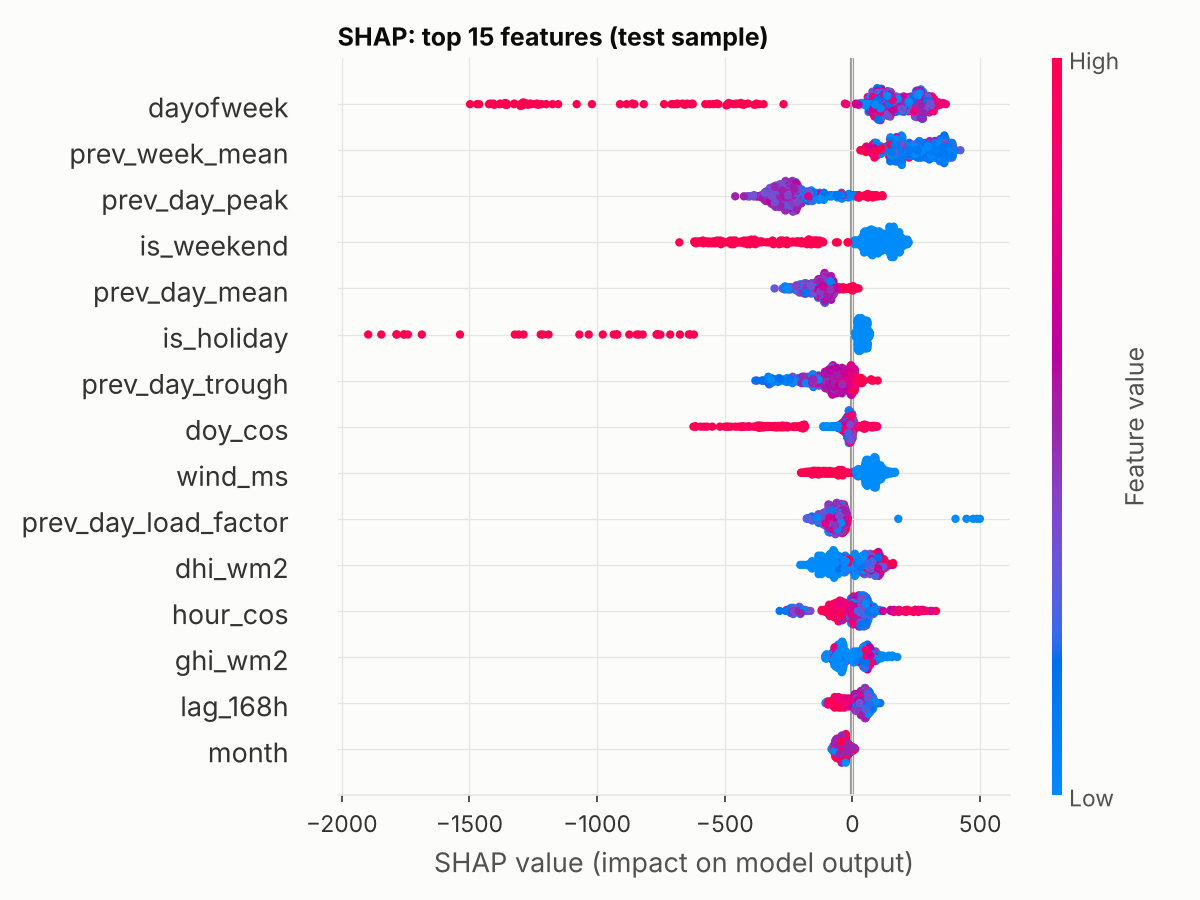 SHAP: top 15 features (test sample)
High
dayofweek
prev_week_mean
prev_day_peak
is_weekend
prev_day_mean
is_holiday
prev_day_trough
doy_cos
wind_ms
prev_day_load_factor
dhi_wm2
hour_cos
ghi_wm2
lag_168h
month
Feature value
Low
−2000 −1500 −1000 −500 0 500
SHAP value (impact on model output)